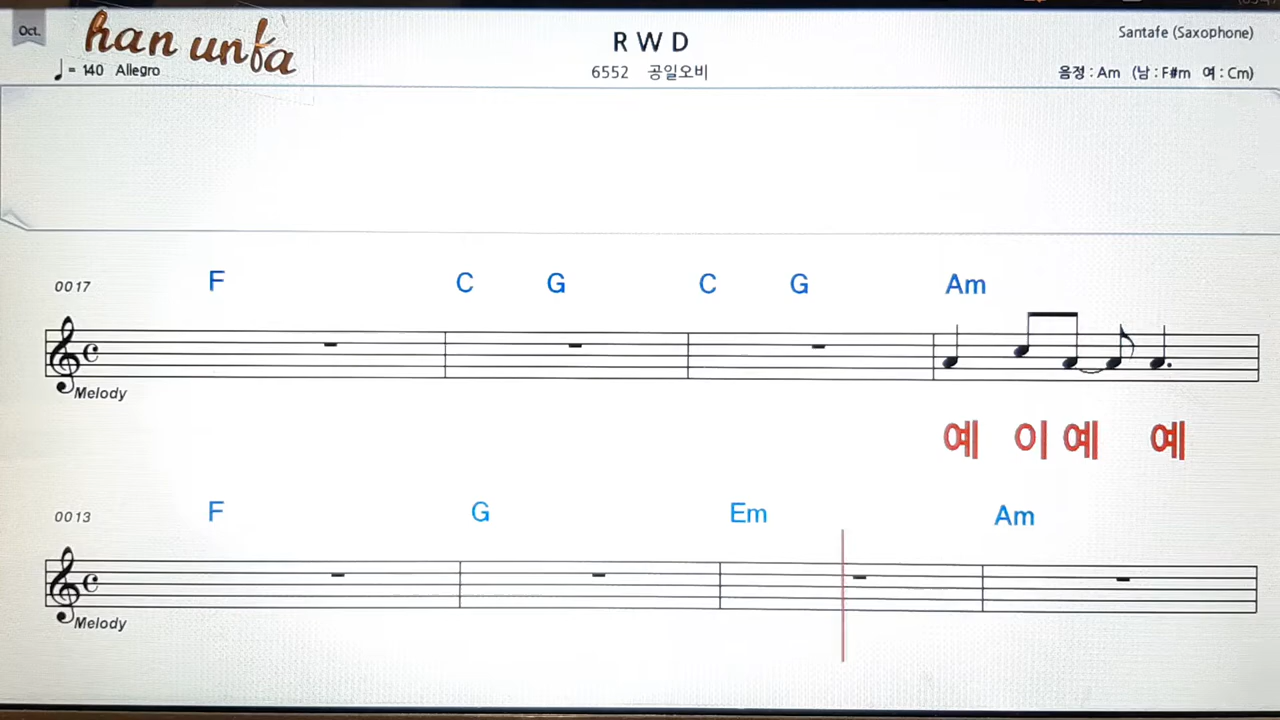 Oct.
han unfa
= 140 Allegro
R W D
6552 공일오비
Santafe (Saxophone)
음정 : Am (남 : F#m 여 : Cm)
0017
F C G C G Am
Melody
예 이 예 예
0013
F G Em Am
Melody